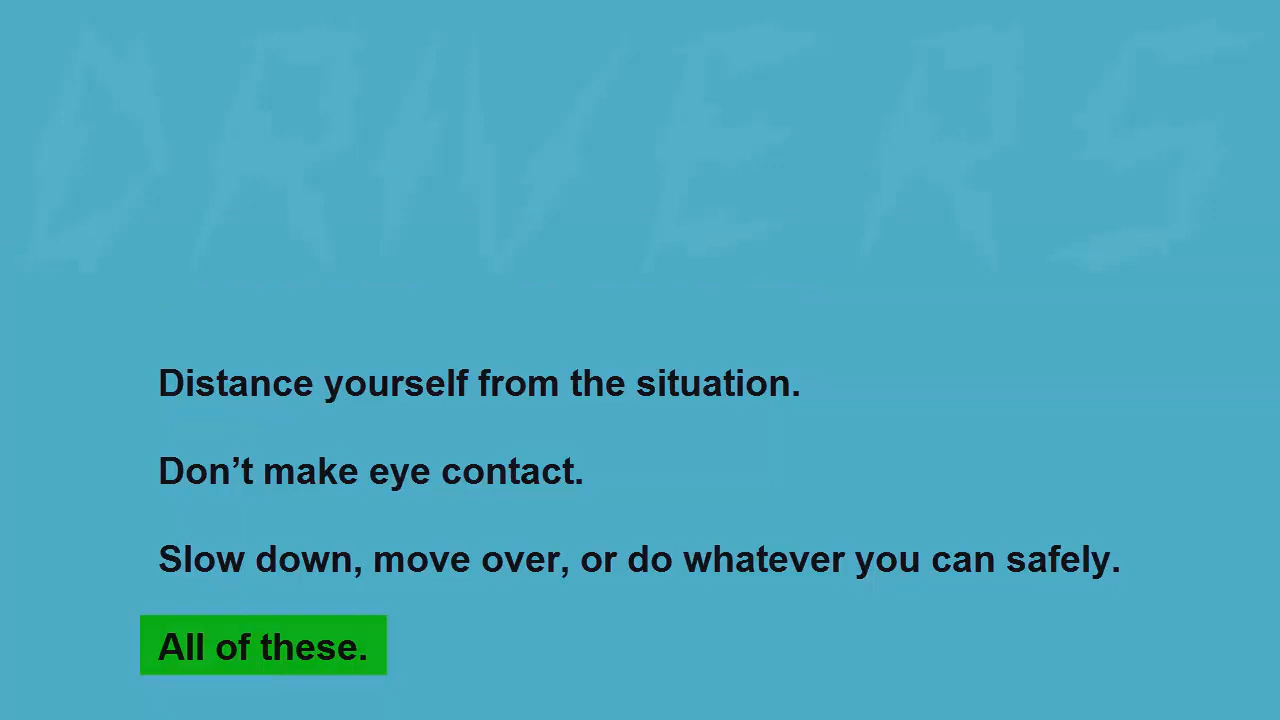 DRIVERS
Distance yourself from the situation.
Don’t make eye contact.
Slow down, move over, or do whatever you can safely.
All of these.